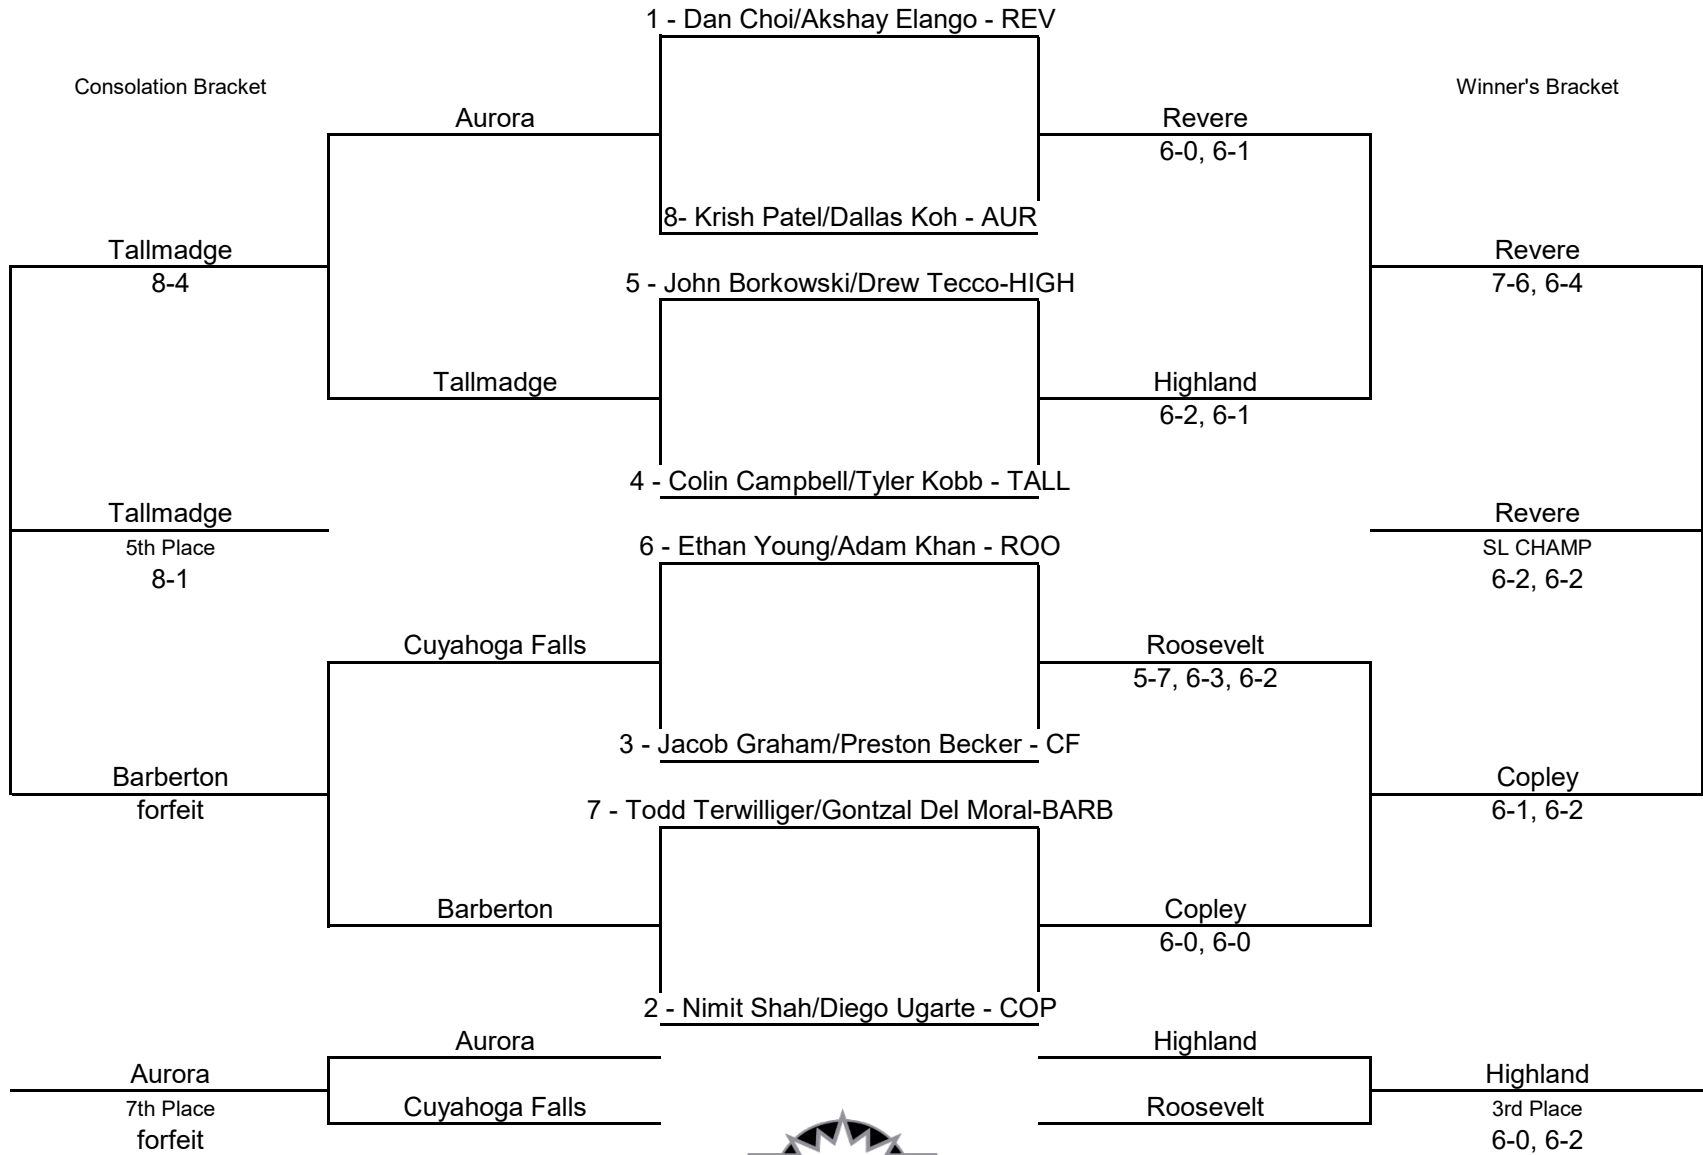 1 - Dan Choi/Akshay Elango - REV
Consolation Bracket
Winner's Bracket
Aurora
Revere
6-0, 6-1
8- Krish Patel/Dallas Koh - AUR
Tallmadge
8-4
Revere
7-6, 6-4
5 - John Borkowski/Drew Tecco-HIGH
Tallmadge
Highland
6-2, 6-1
4 - Colin Campbell/Tyler Kobb - TALL
Tallmadge
5th Place
8-1
Revere
SL CHAMP
6-2, 6-2
6 - Ethan Young/Adam Khan - ROO
Cuyahoga Falls
Roosevelt
5-7, 6-3, 6-2
3 - Jacob Graham/Preston Becker - CF
Barberton
forfeit
Copley
6-1, 6-2
7 - Todd Terwilliger/Gontzal Del Moral-BARB
Barberton
Copley
6-0, 6-0
2 - Nimit Shah/Diego Ugarte - COP
Aurora
Highland
Aurora
7th Place
forfeit
Cuyahoga Falls
Roosevelt
Highland
3rd Place
6-0, 6-2